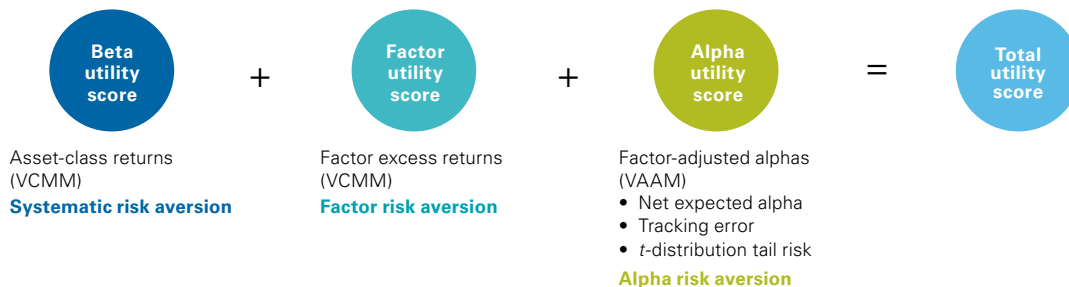 Beta
utility
score
+
Factor
utility
score
+
Alpha
utility
score
=
Total
utility
score
Asset-class returns
(VCMM)
Systematic risk aversion
Factor excess returns
(VCMM)
Factor risk aversion
Factor-adjusted alphas
(VAAM)
• Net expected alpha
• Tracking error
• t-distribution tail risk
Alpha risk aversion